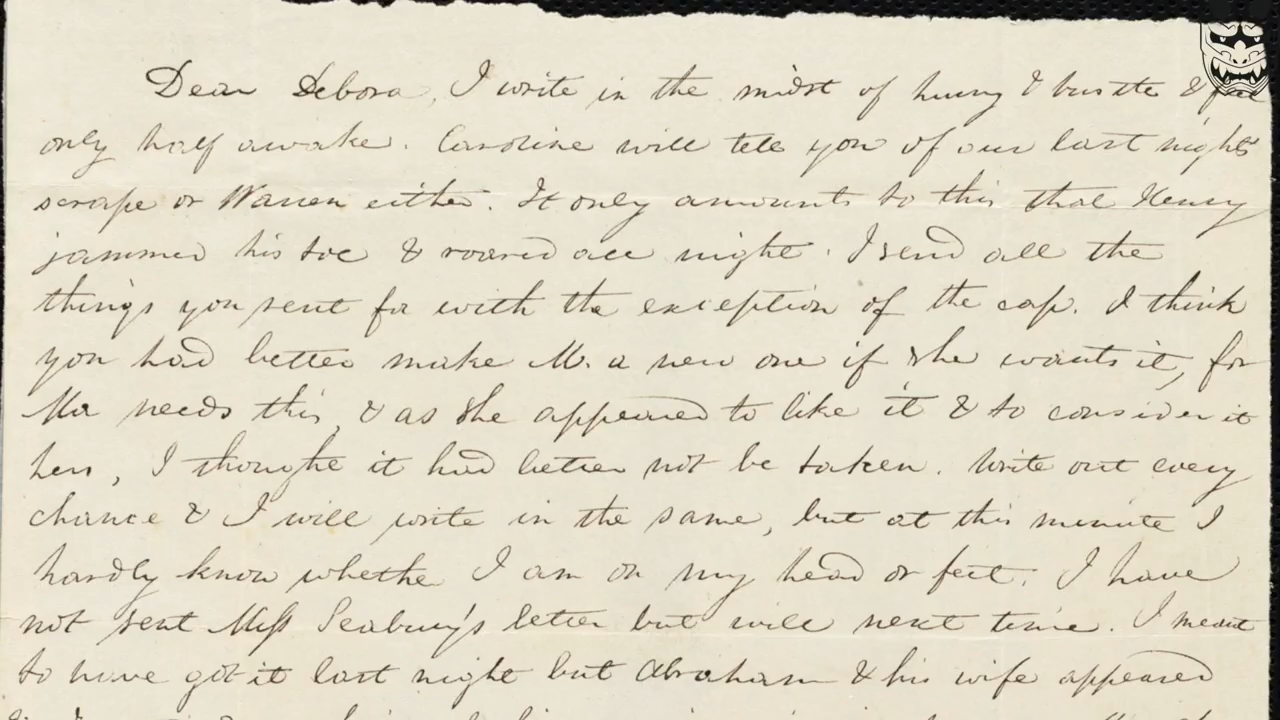 Dear Debora, I write in the midst of hurry & bustle & feel
only half awake. Caroline will tell you of our last nights
scrape or Warren either. It only amounts to this that Henry
jammed his toe & roared all night. I send all the
things you sent for with the exception of the cap. I think
you had better make M. a new one if she wants it, for
Ma needs this, & as she appeared to like it & to consider it
hers, I thought it had better not be taken. Write out every
chance & I will write in the same, but at this minute I
hardly know whethe I am on my head or feet. I have
not sent Miss Seabury's letter but will next time. I meant
to have got it last night but Abraham & his wife appeared